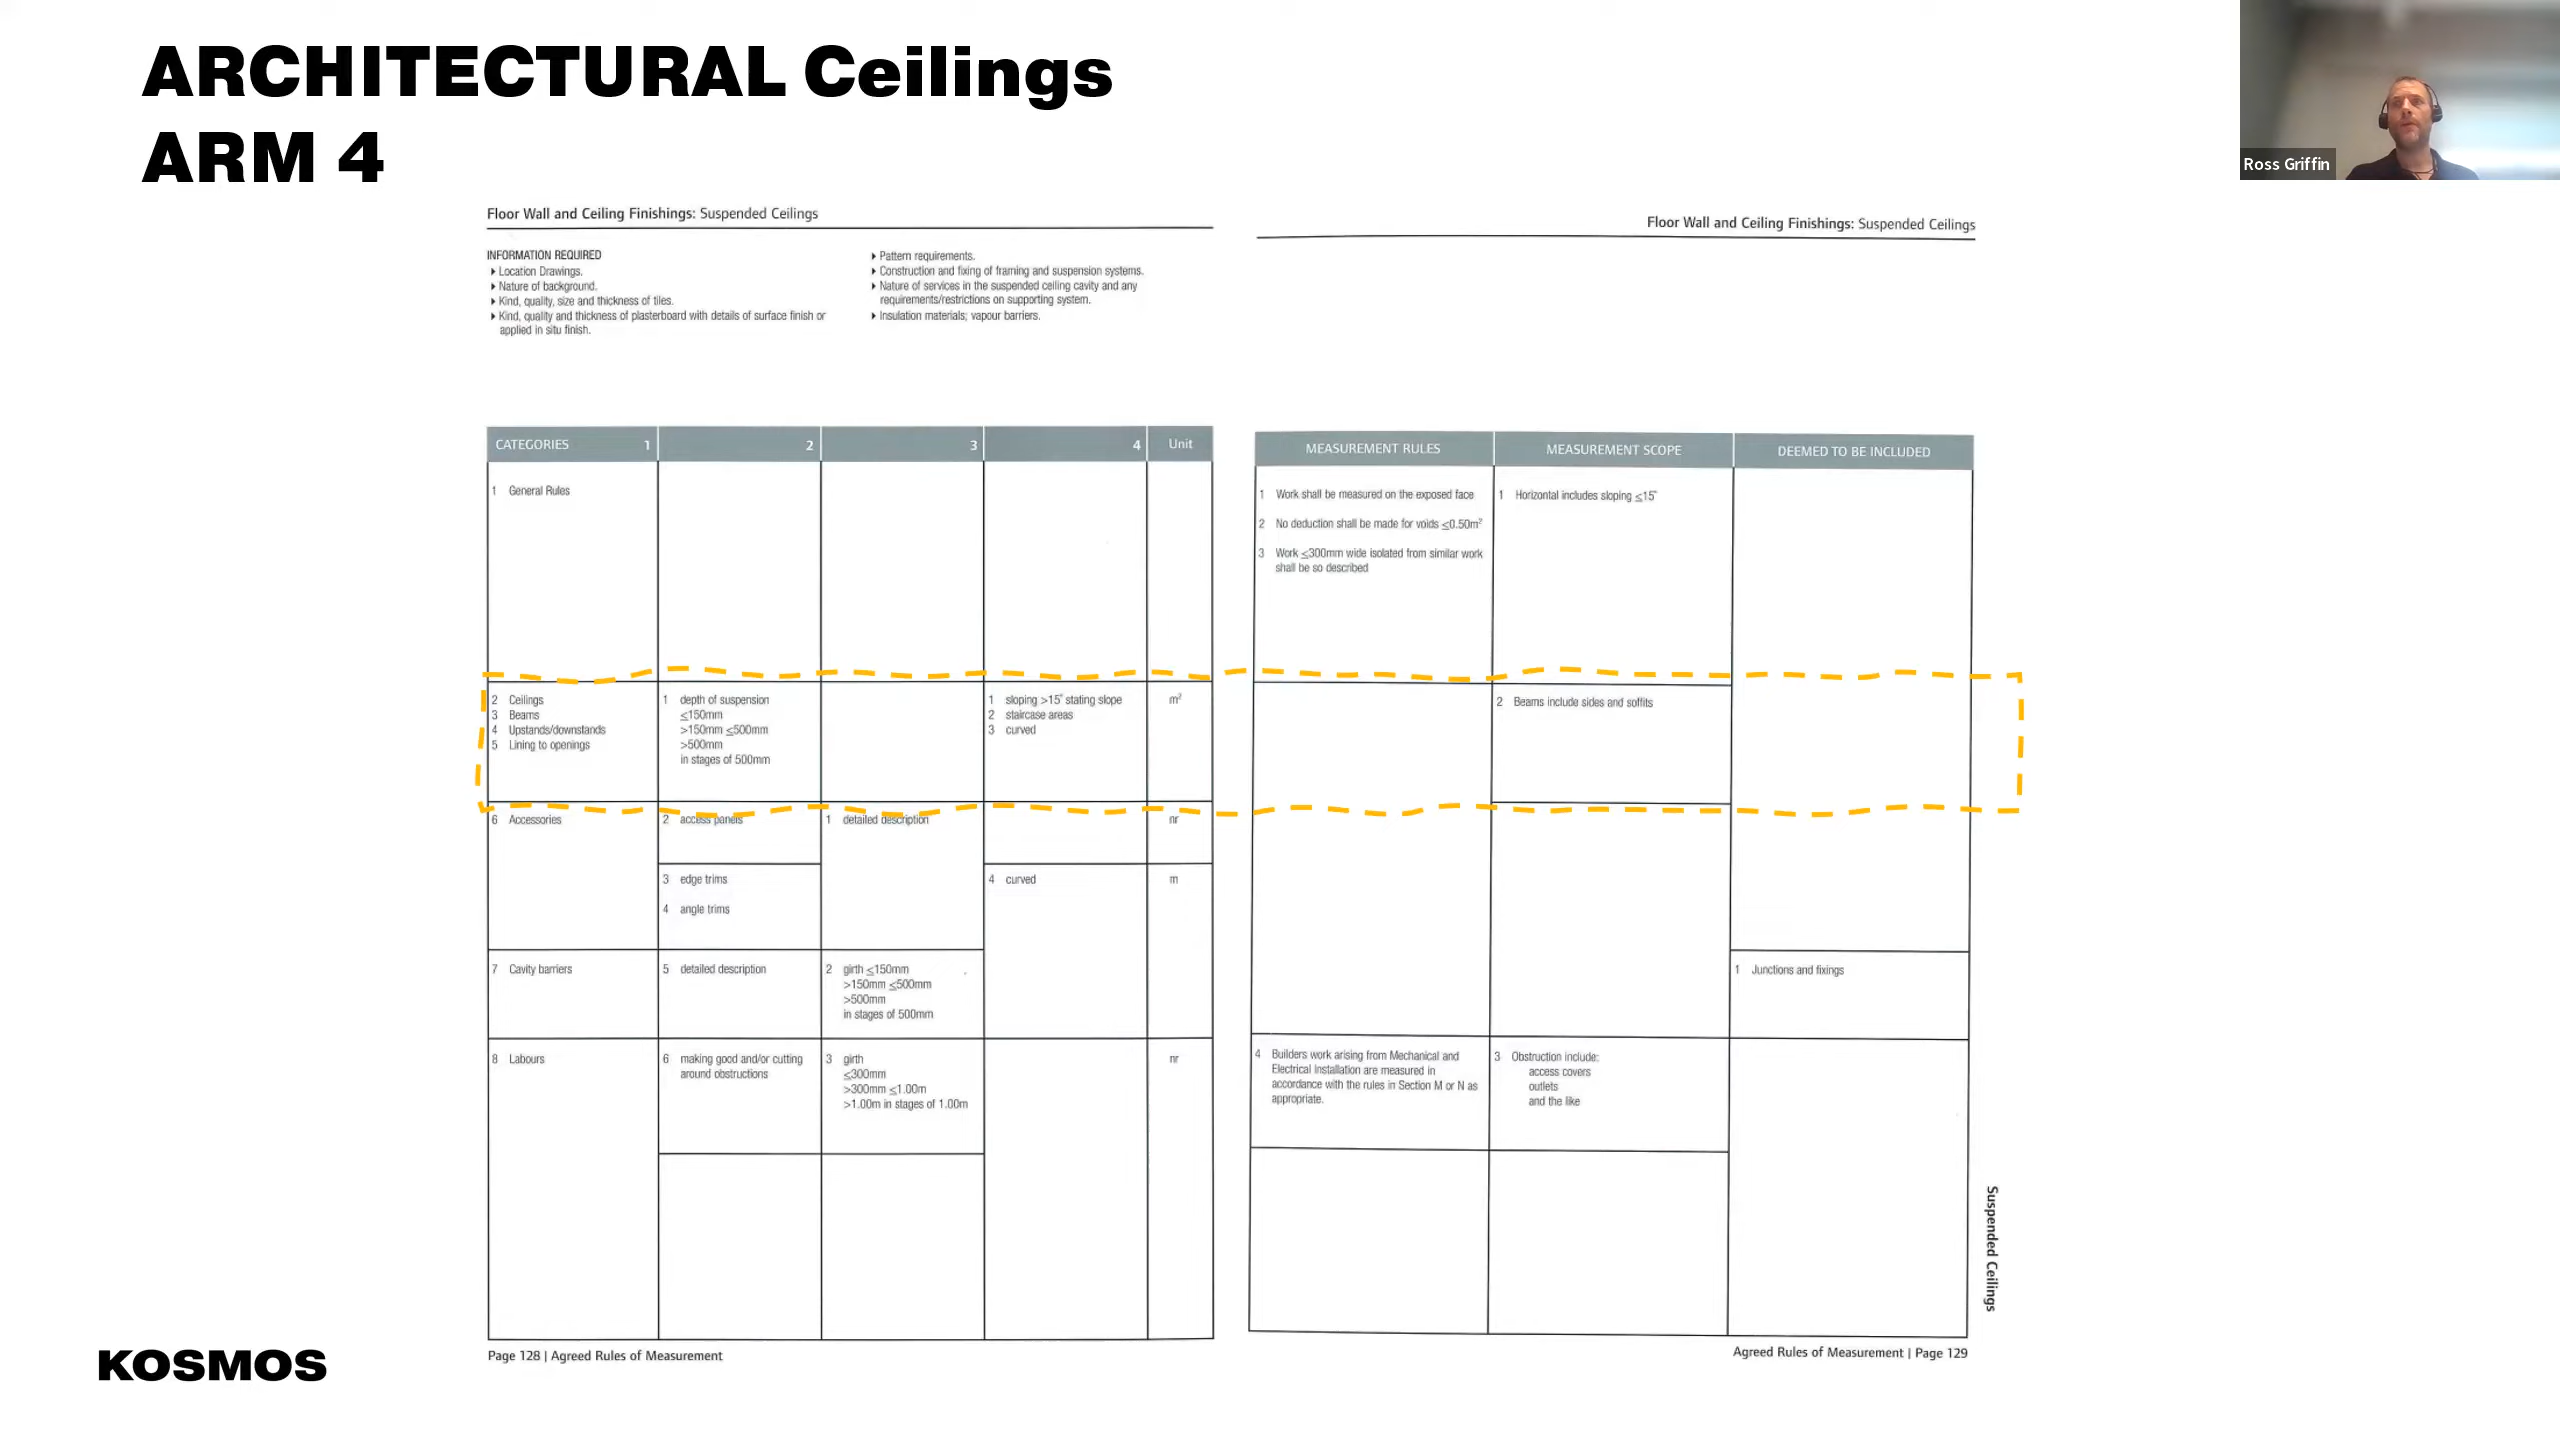 ARCHITECTURAL Ceilings
ARM 4
Ross Griffin
Floor Wall and Ceiling Finishings: Suspended Ceilings
INFORMATION REQUIRED
Location Drawings.
Nature of background.
Kind, quality, size and thickness of tiles.
Kind, quality and thickness of plasterboard with details of surface finish or
applied in situ finish.
Pattern requirements.
Construction and fixing of framing and suspension systems.
Nature of services in the suspended ceiling cavity and any
requirements/restrictions on supporting system.
Insulation materials; vapour barriers.
CATEGORIES 1 2 3 4 Unit
1 General Rules
2 Ceilings
3 Beams
4 Upstands/downstands
5 Lining to openings
1 depth of suspension
≤150mm
>150mm ≤500mm
>500mm
in stages of 500mm
1 sloping >15° stating slope
2 staircase areas
3 curved
m²
6 Accessories
2 access panels
1 detailed description
nr
3 edge trims
4 angle trims
4 curved
m
7 Cavity barriers
5 detailed description
2 girth ≤150mm
>150mm ≤500mm
>500mm
in stages of 500mm
8 Labours
6 making good and/or cutting
around obstructions
3 girth
≤300mm
>300mm ≤1.00m
>1.00m in stages of 1.00m
nr
Page 128 | Agreed Rules of Measurement
Floor Wall and Ceiling Finishings: Suspended Ceilings
MEASUREMENT RULES MEASUREMENT SCOPE DEEMED TO BE INCLUDED
1 Work shall be measured on the exposed face
2 No deduction shall be made for voids ≤0.50m²
3 Work ≤300mm wide isolated from similar work
shall be so described
1 Horizontal includes sloping ≤15°
2 Beams include sides and soffits
1 Junctions and fixings
4 Builders work arising from Mechanical and
Electrical Installation are measured in
accordance with the rules in Section M or N as
appropriate.
3 Obstruction include:
access covers
outlets
and the like
Suspended Ceilings
Agreed Rules of Measurement | Page 129
KOSMOS